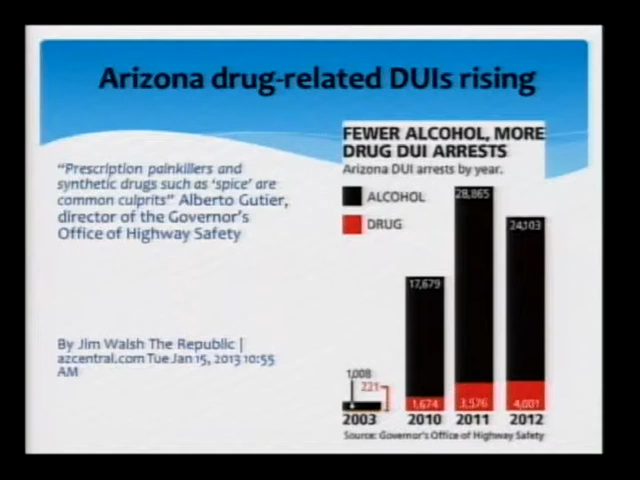 Arizona drug-related DUIs rising
"Prescription painkillers and
synthetic drugs such as 'spice' are
common culprits" Alberto Gutier,
director of the Governor's
Office of Highway Safety
By Jim Walsh The Republic |
azcentral.com Tue Jan 15, 2013 10:55
AM
FEWER ALCOHOL, MORE
DRUG DUI ARRESTS
Arizona DUI arrests by year.
ALCOHOL
DRUG
28,865
24,103
17,679
1,008
221
1,674
3,576
4,001
2003
2010
2011
2012
Source: Governor's Office of Highway Safety